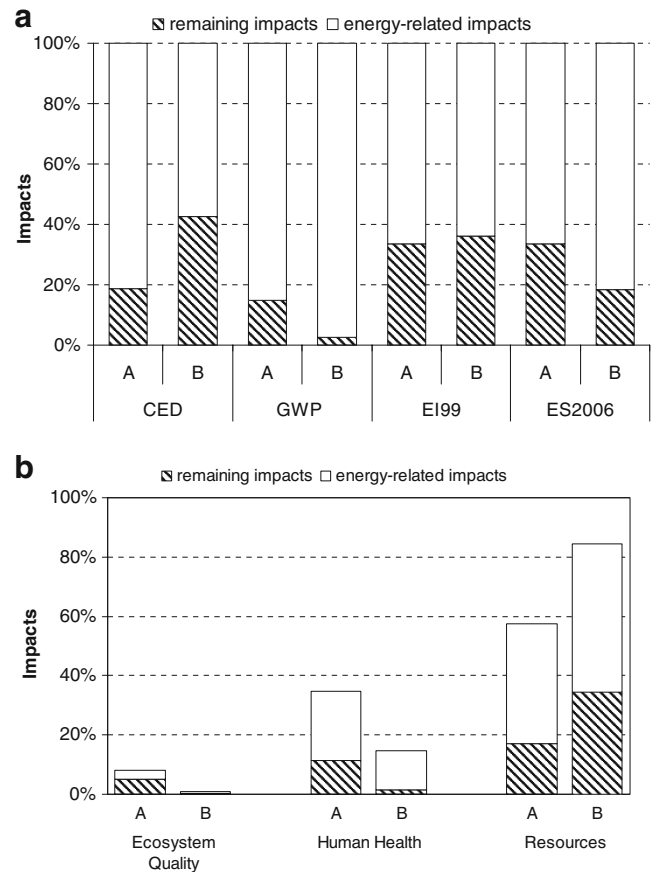 a
remaining impacts energy-related impacts
100%
80%
60%
40%
20%
0%
Impacts
A B A B A B A B
CED GWP EI99 ES2006
b
remaining impacts energy-related impacts
100%
80%
60%
40%
20%
0%
Impacts
A B A B A B
Ecosystem Human Health Resources
Quality